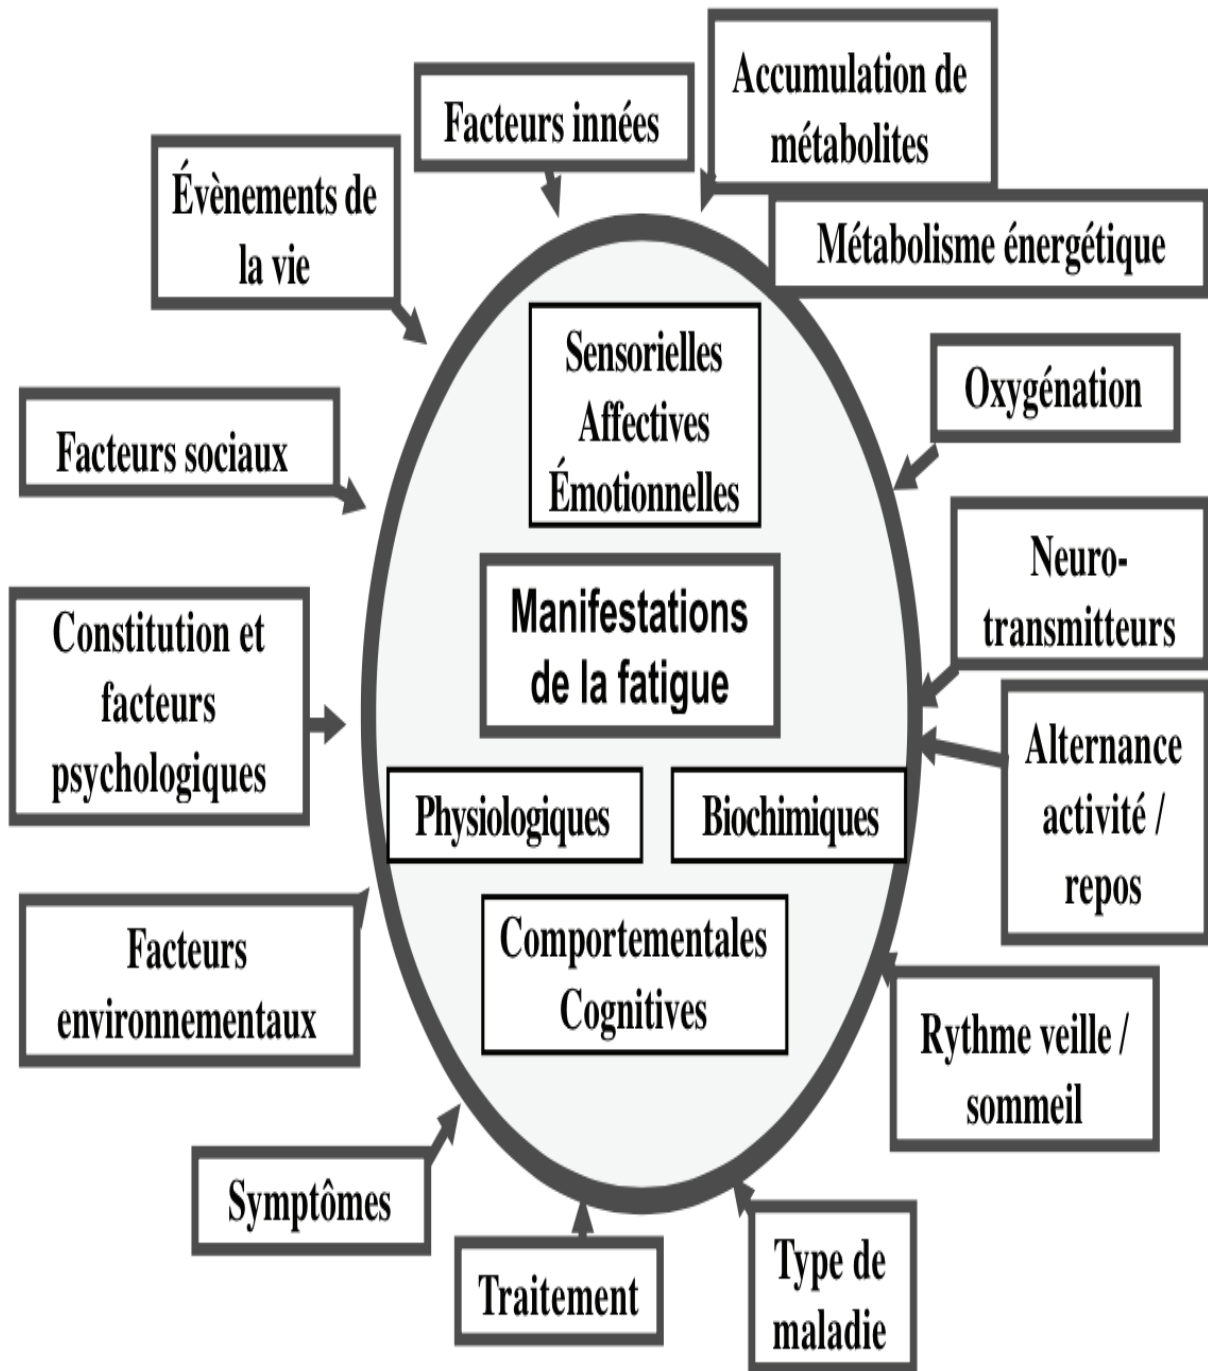 Facteurs innées
Accumulation de
métabolites
Évènements de
la vie
Métabolisme énergétique
Sensorielles
Affectives
Émotionnelles
Oxygénation
Facteurs sociaux
Neuro-
transmitteurs
Manifestations
de la fatigue
Constitution et
facteurs
psychologiques
Alternance
activité /
repos
Physiologiques
Biochimiques
Comportementales
Cognitives
Facteurs
environnementaux
Rythme veille /
sommeil
Symptômes
Traitement
Type de
maladie